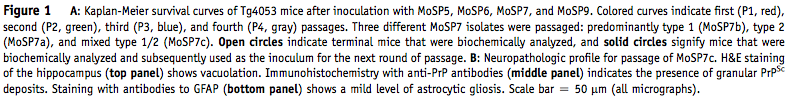 Figure 1 A: Kaplan-Meier survival curves of Tg4053 mice after inoculation with MoSP5, MoSP6, MoSP7, and MoSP9. Colored curves indicate first (P1, red),
second (P2, green), third (P3, blue), and fourth (P4, gray) passages. Three different MoSP7 isolates were passaged: predominantly type 1 (MoSP7b), type 2
(MoSP7a), and mixed type 1/2 (MoSP7c). Open circles indicate terminal mice that were biochemically analyzed, and solid circles signify mice that were
biochemically analyzed and subsequently used as the inoculum for the next round of passage. B: Neuropathologic profile for passage of MoSP7c. H&E staining
of the hippocampus (top panel) shows vacuolation. Immunohistochemistry with anti-PrP antibodies (middle panel) indicates the presence of granular PrPSc
deposits. Staining with antibodies to GFAP (bottom panel) shows a mild level of astrocytic gliosis. Scale bar = 50 μm (all micrographs).